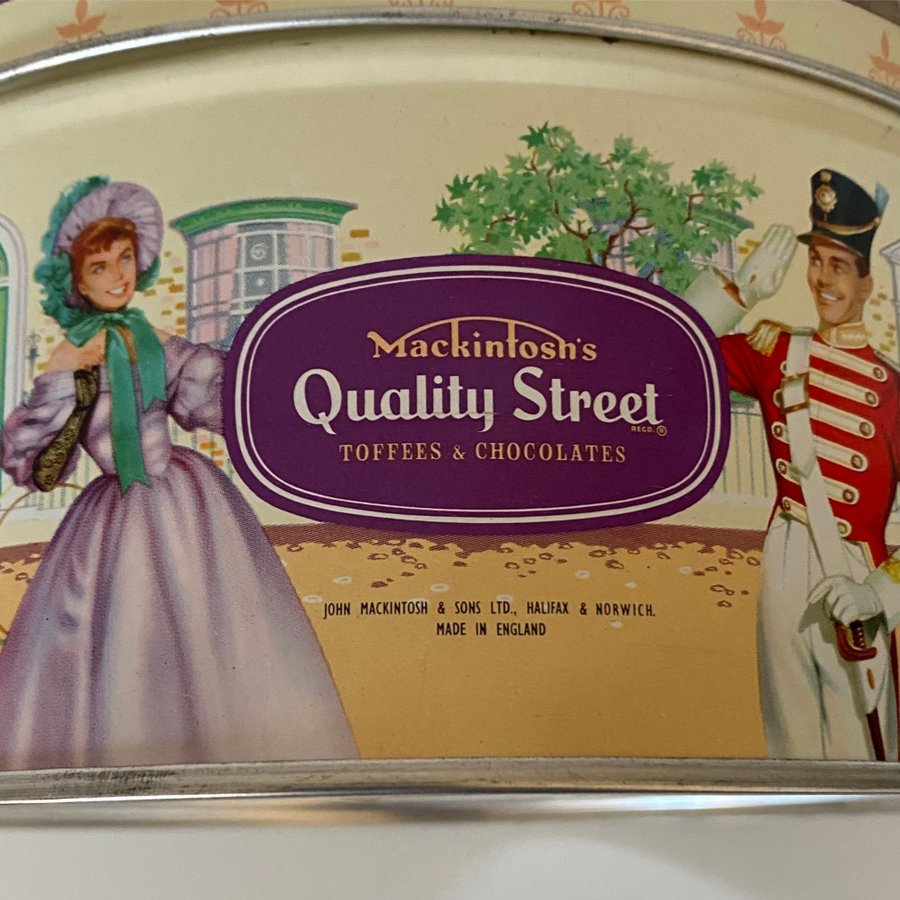 Mackintosh's
Quality Street
REGD. ®
TOFFEES & CHOCOLATES
JOHN MACKINTOSH & SONS LTD., HALIFAX & NORWICH.
MADE IN ENGLAND